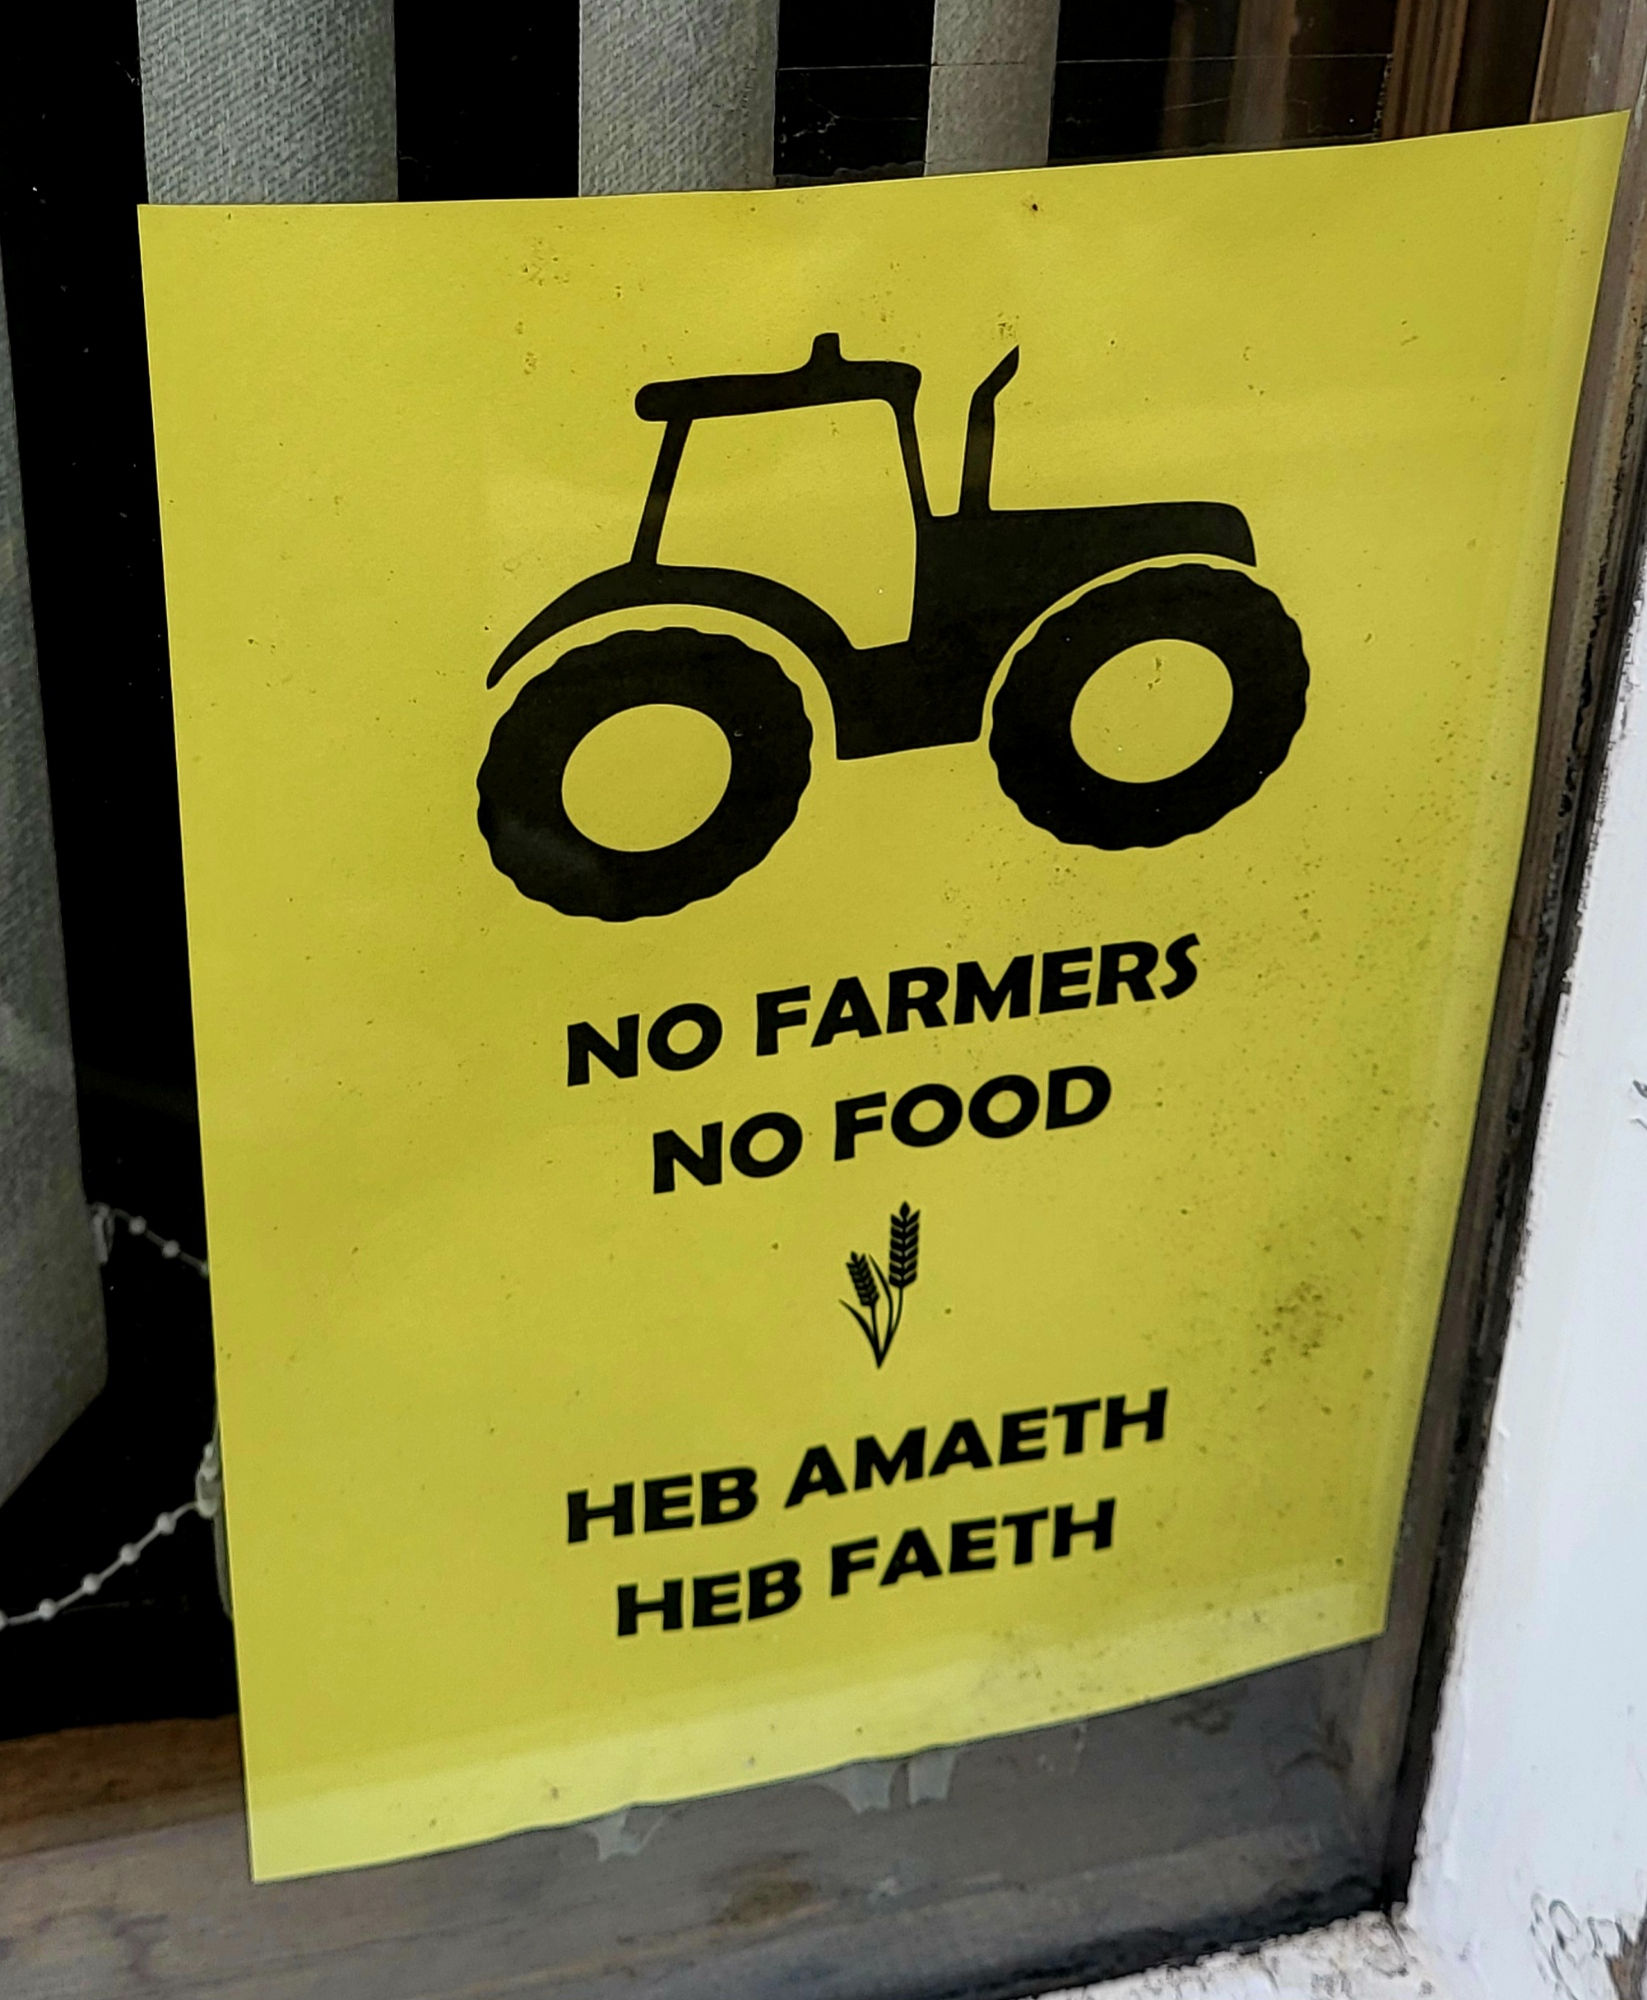 NO FARMERS
NO FOOD
HEB AMAETH
HEB FAETH